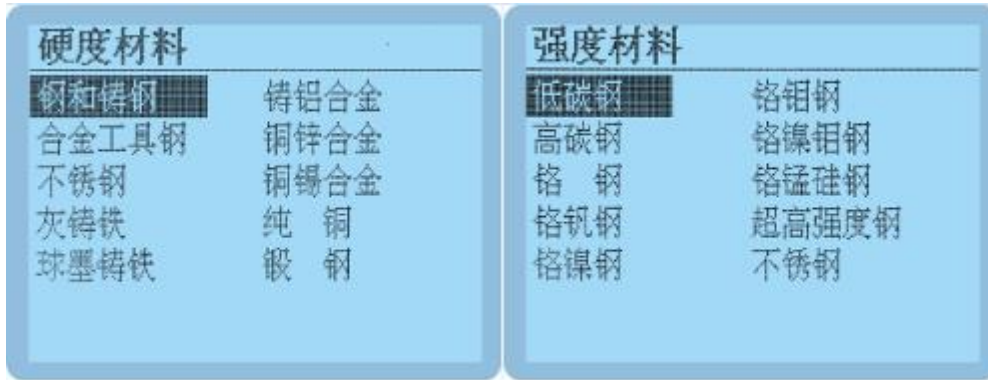 硬度材料
钢和铸钢 铸铝合金
合金工具钢 铜锌合金
不锈钢 铜锡合金
灰铸铁 纯 铜
球墨铸铁 锻 钢
强度材料
低碳钢 铬钼钢
高碳钢 铬镍钼钢
铬 钢 铬锰硅钢
铬钒钢 超高强度钢
铬镍钢 不锈钢